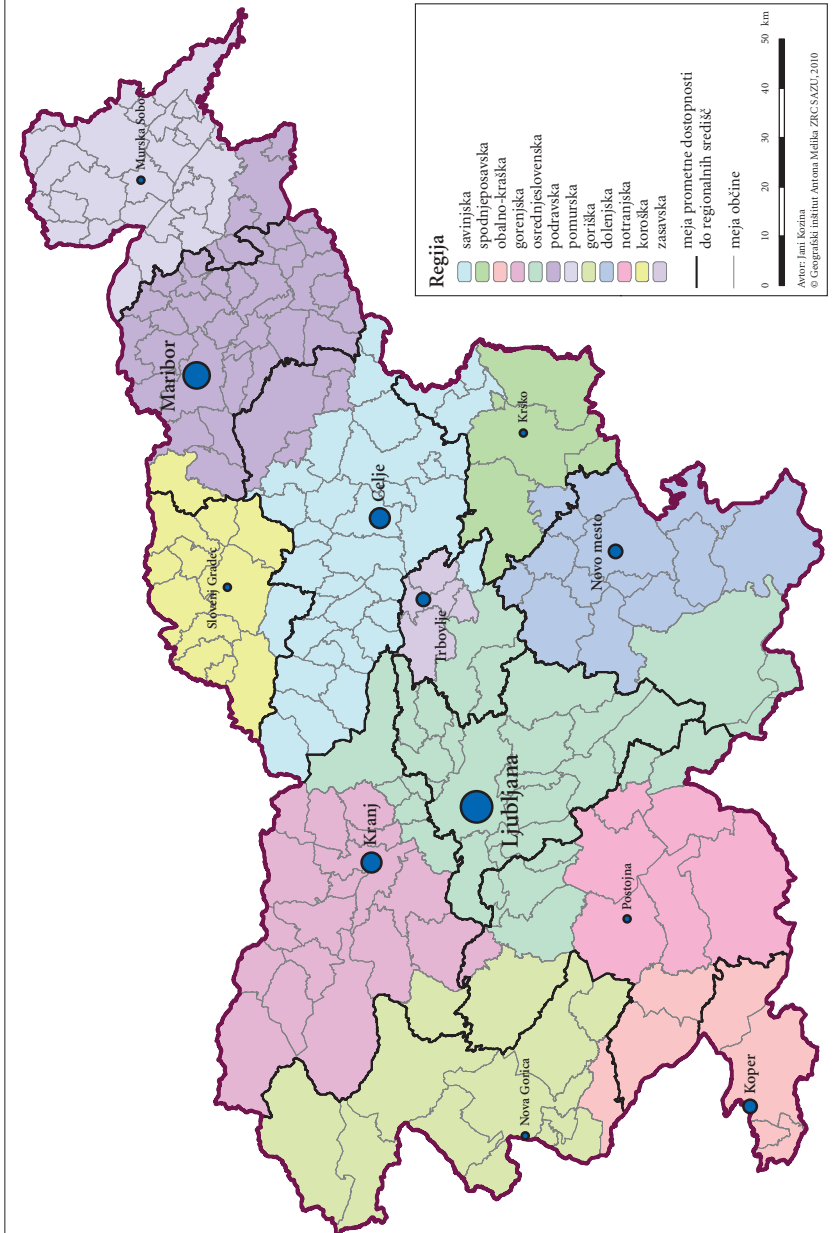 Murska Sobota
Maribor
Slovenj Gradec
Celje
Kranj
Trbovlje
Krško
Ljubljana
Novo mesto
Postojna
Nova Gorica
Koper
Regija
savinjska
spodnjeposavska
obalno-kraška
gorenjska
osrednjeslovenska
podravska
pomurska
goriška
dolenjska
notranjska
koroška
zasavska
meja prometne dostopnosti
do regionalnih središč
meja občine
0 10 20 30 40 50 km
Avtor: Jani Kozina
© Geografski inštitut Antona Melika ZRC SAZU, 2010